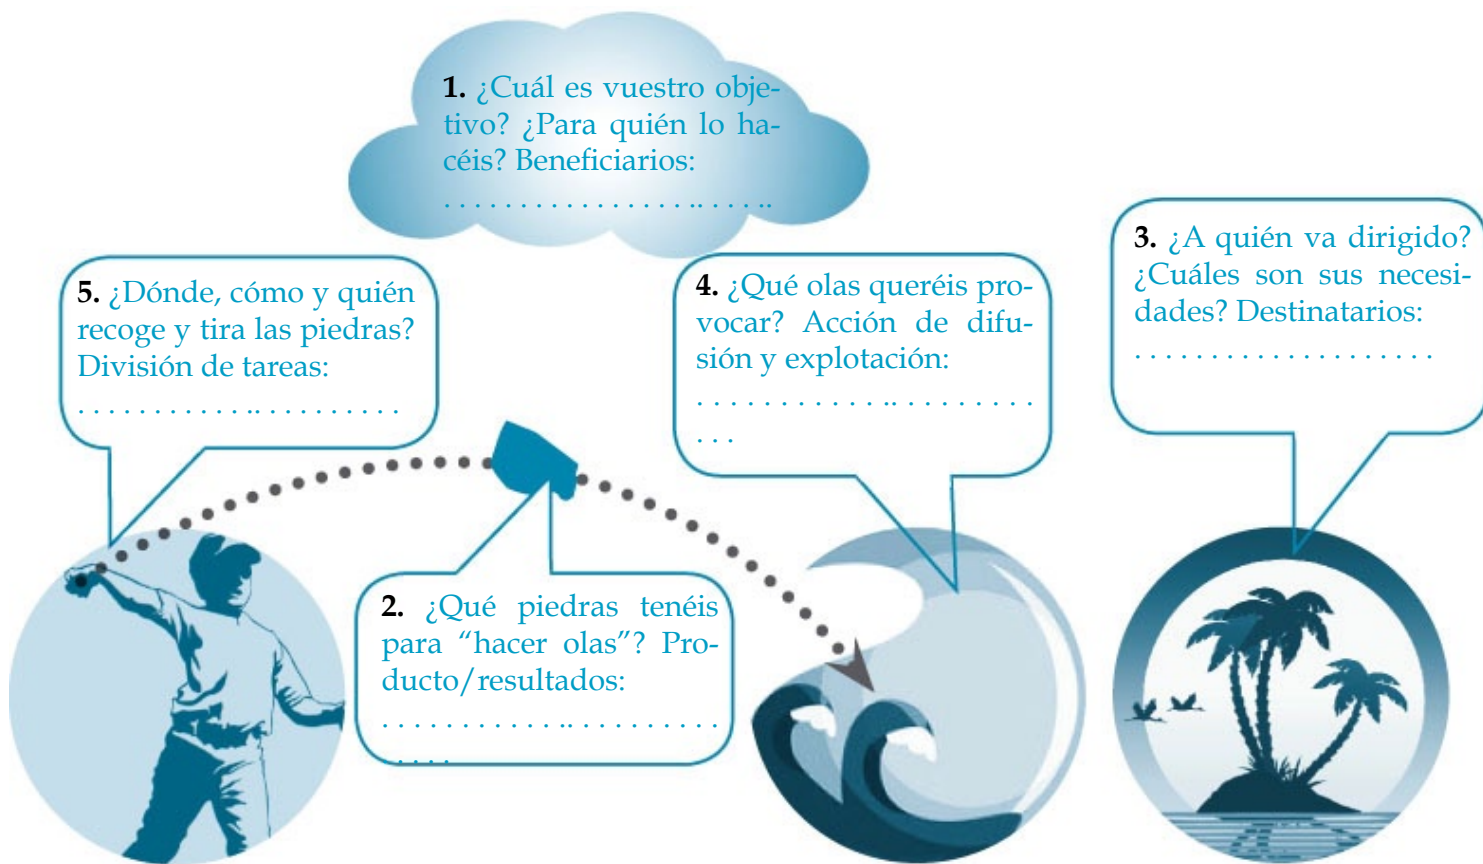 1. ¿Cuál es vuestro obje-
tivo? ¿Para quién lo ha-
céis? Beneficiarios:
. . . . . . . . . . . . . . . . .. . . . ..
5. ¿Dónde, cómo y quién
recoge y tira las piedras?
División de tareas:
. . . . . . . . . . . .. . . . . . . . . .
4. ¿Qué olas queréis pro-
vocar? Acción de difu-
sión y explotación:
. . . . . . . . . . . .. . . . . . . . .
. . .
3. ¿A quién va dirigido?
¿Cuáles son sus necesi-
dades? Destinatarios:
. . . . . . . . . . . . . . . . . . . .
2. ¿Qué piedras tenéis
para “hacer olas”? Pro-
ducto/resultados:
. . . . . . . . . . . .. . . . . . . . . .
. . . . .